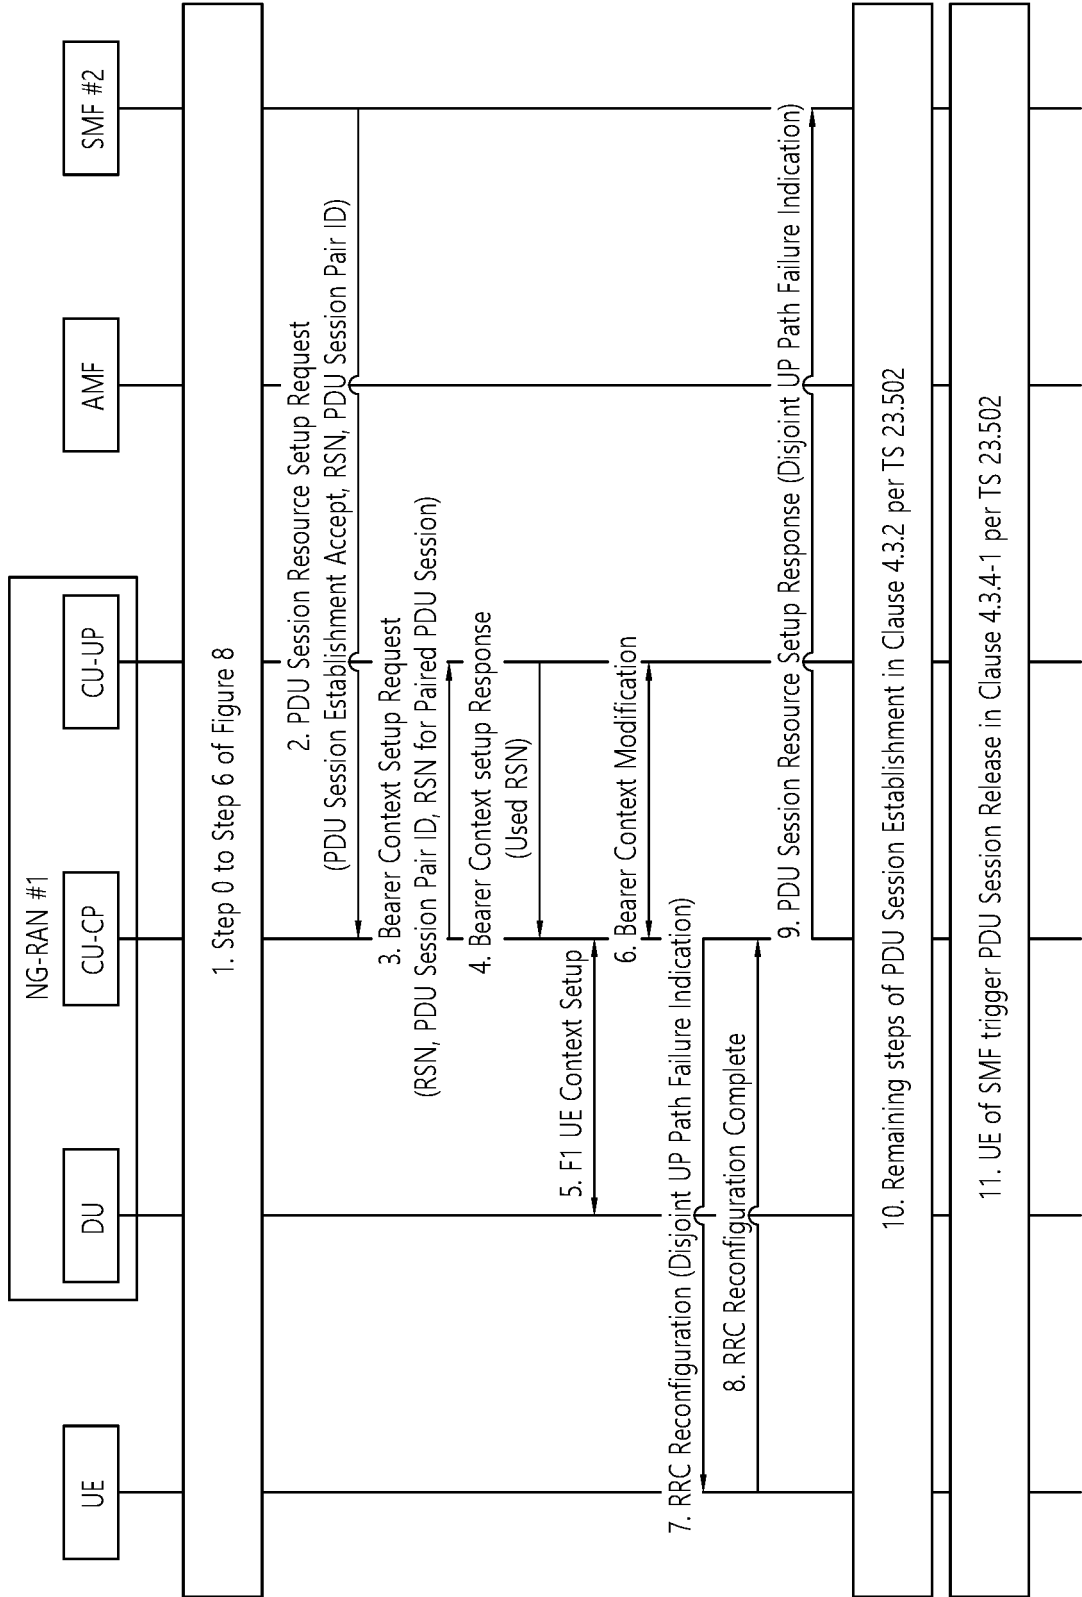 NG-RAN #1
UE
DU
CU-CP
CU-UP
AMF
SMF #2
1. Step 0 to Step 6 of Figure 8
2. PDU Session Resource Setup Request
(PDU Session Establishment Accept, RSN, PDU Session Pair ID)
3. Bearer Context Setup Request
(RSN, PDU Session Pair ID, RSN for Paired PDU Session)
4. Bearer Context setup Response
(Used RSN)
5. F1 UE Context Setup
6. Bearer Context Modification
7. RRC Reconfiguration (Disjoint UP Path Failure Indication)
8. RRC Reconfiguration Complete
9. PDU Session Resource Setup Response (Disjoint UP Path Failure Indication)
10. Remaining steps of PDU Session Establishment in Clause 4.3.2 per TS 23.502
11. UE of SMF trigger PDU Session Release in Clause 4.3.4-1 per TS 23.502